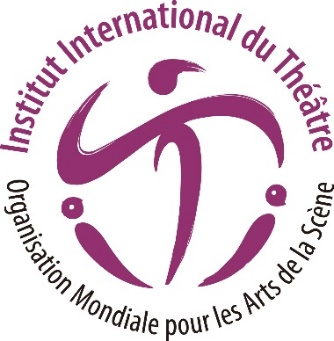 Institut International du Théâtre
Organisation Mondiale pour les Arts de la Scène